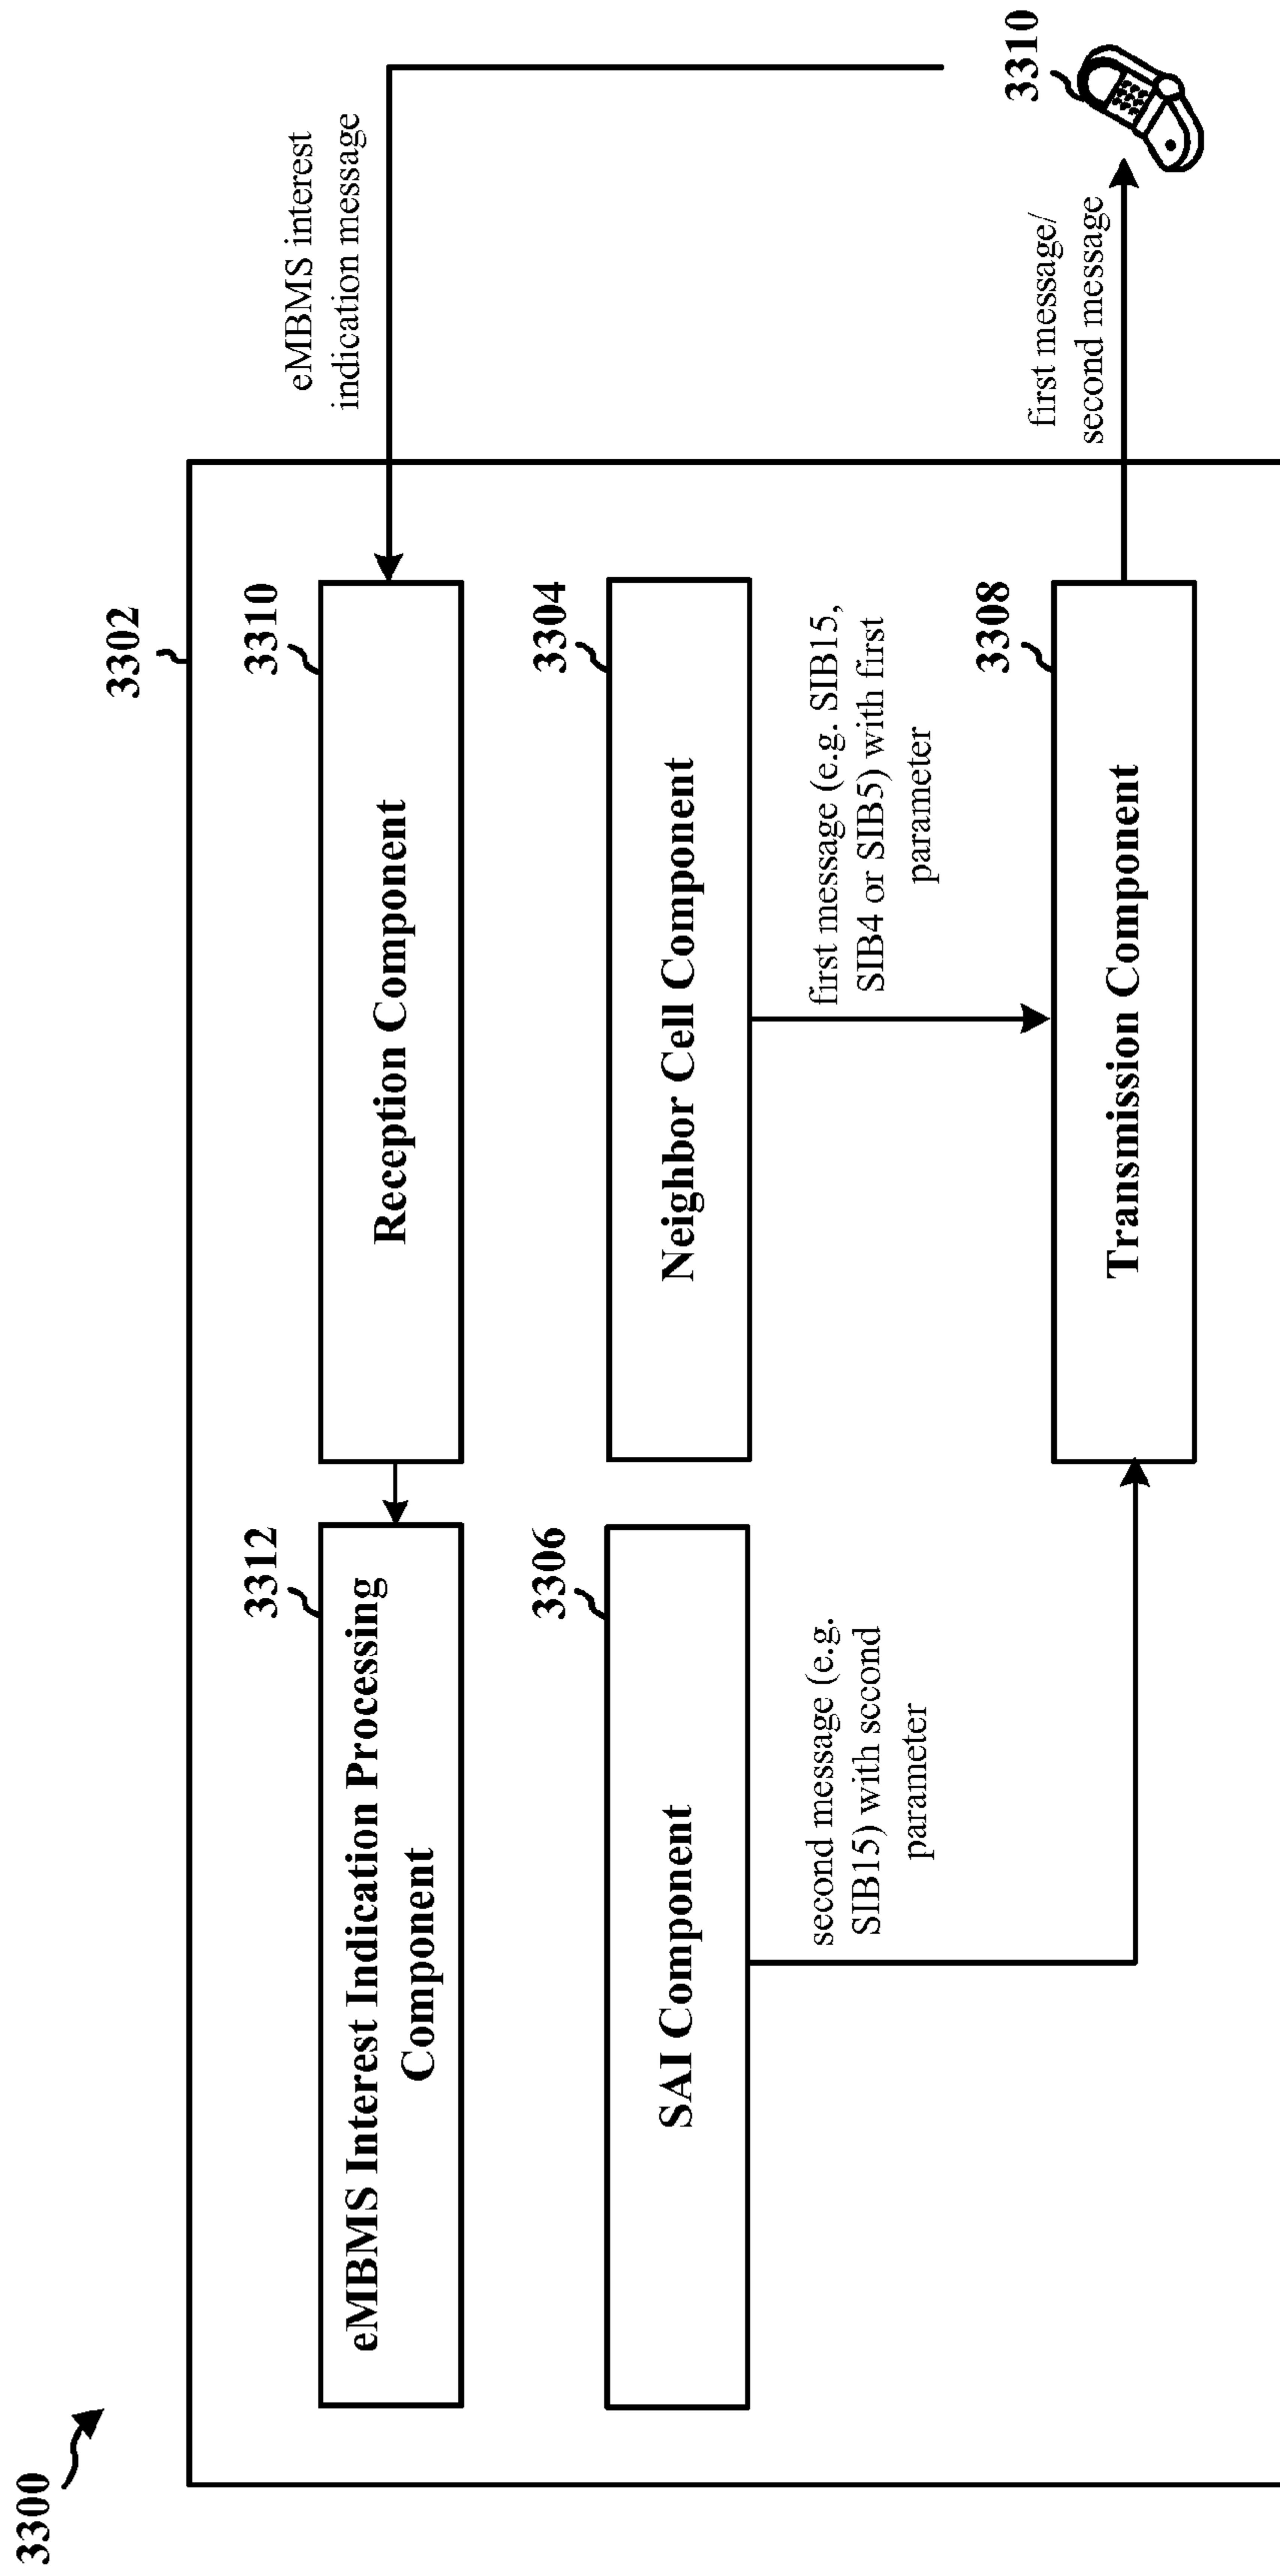 3300
3302
3312
eMBMS Interest Indication Processing
Component
3310
Reception Component
eMBMS interest
indication message
3306
SAI Component
3304
Neighbor Cell Component
second message (e.g.
SIB15) with second
parameter
first message (e.g. SIB15,
SIB4 or SIB5) with first
parameter
3308
Transmission Component
first message/
second message
3310